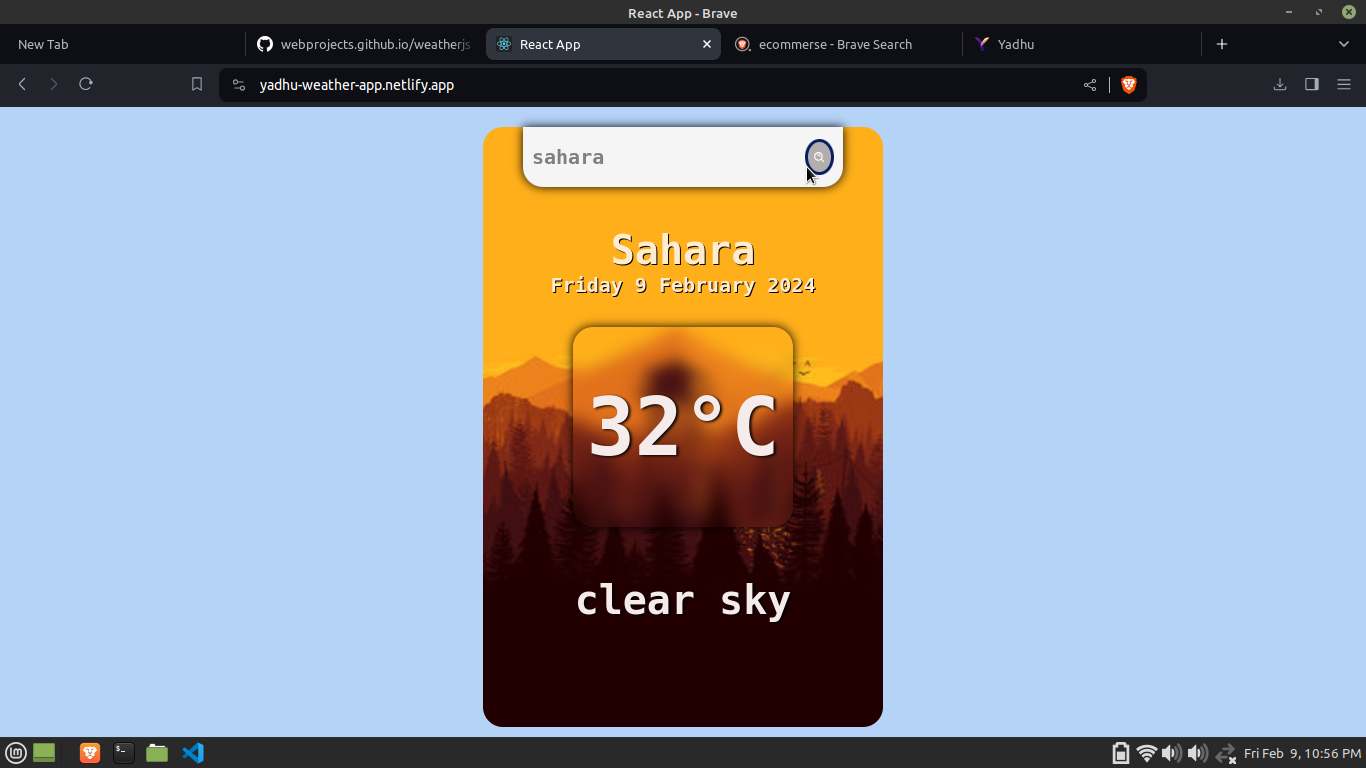 React App - Brave
New Tab
webprojects.github.io/weatherjs
React App
ecommerse - Brave Search
Yadhu
yadhu-weather-app.netlify.app
sahara
Sahara
Friday 9 February 2024
32°C
clear sky
Fri Feb 9, 10:56 PM